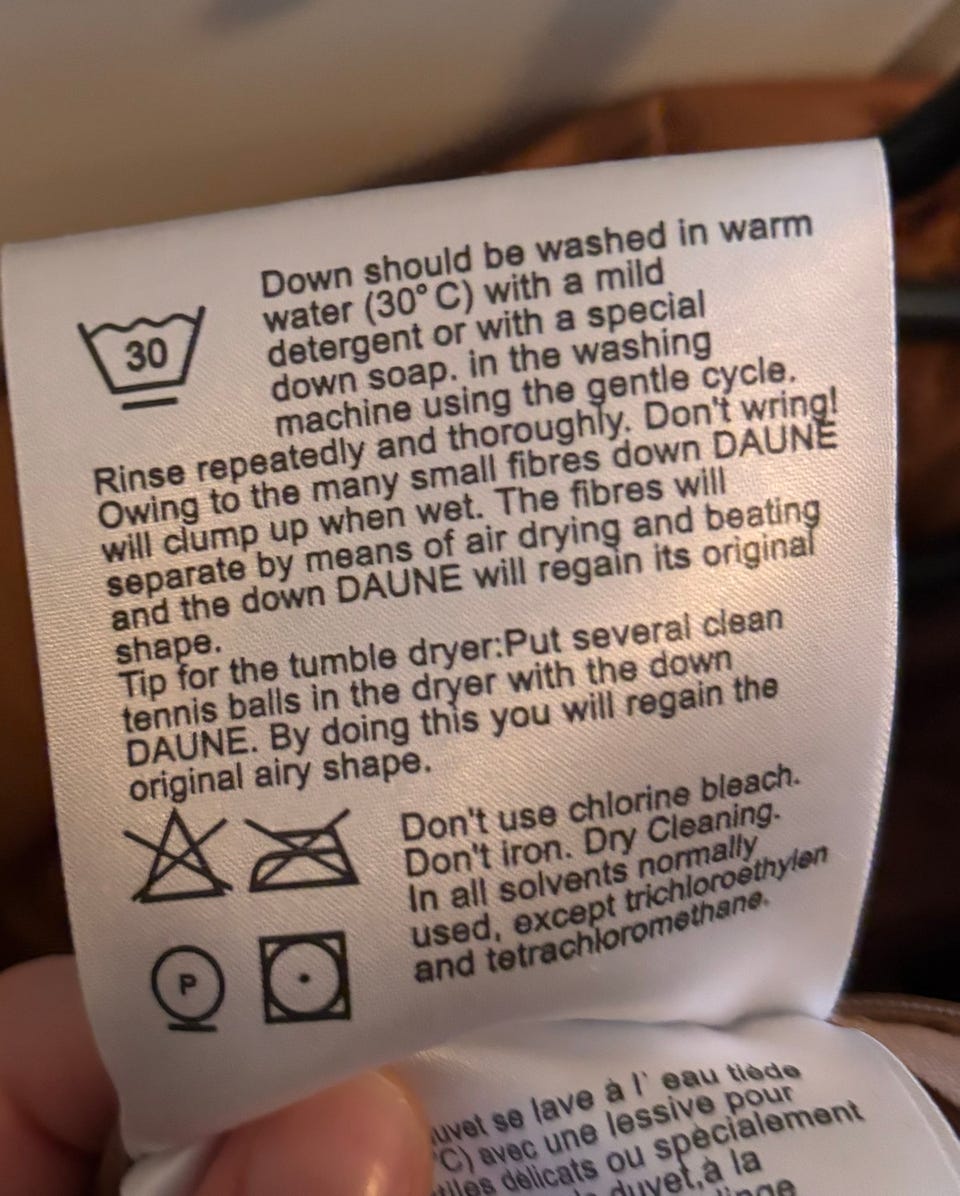 30
Down should be washed in warm
water (30° C) with a mild
detergent or with a special
down soap. in the washing
machine using the gentle cycle.
Rinse repeatedly and thoroughly. Don't wring!
Owing to the many small fibres down DAUNE
will clump up when wet. The fibres will
separate by means of air drying and beating
and the down DAUNE will regain its original
shape.
Tip for the tumble dryer:Put several clean
tennis balls in the dryer with the down
DAUNE. By doing this you will regain the
original airy shape.
Don't use chlorine bleach.
Don't iron. Dry Cleaning.
In all solvents normally
used, except trichloroethylen
and tetrachloromethane.
P
se lave à l' eau tiède
C) avec une lessive pour
délicats ou spècialement
duvet,à la